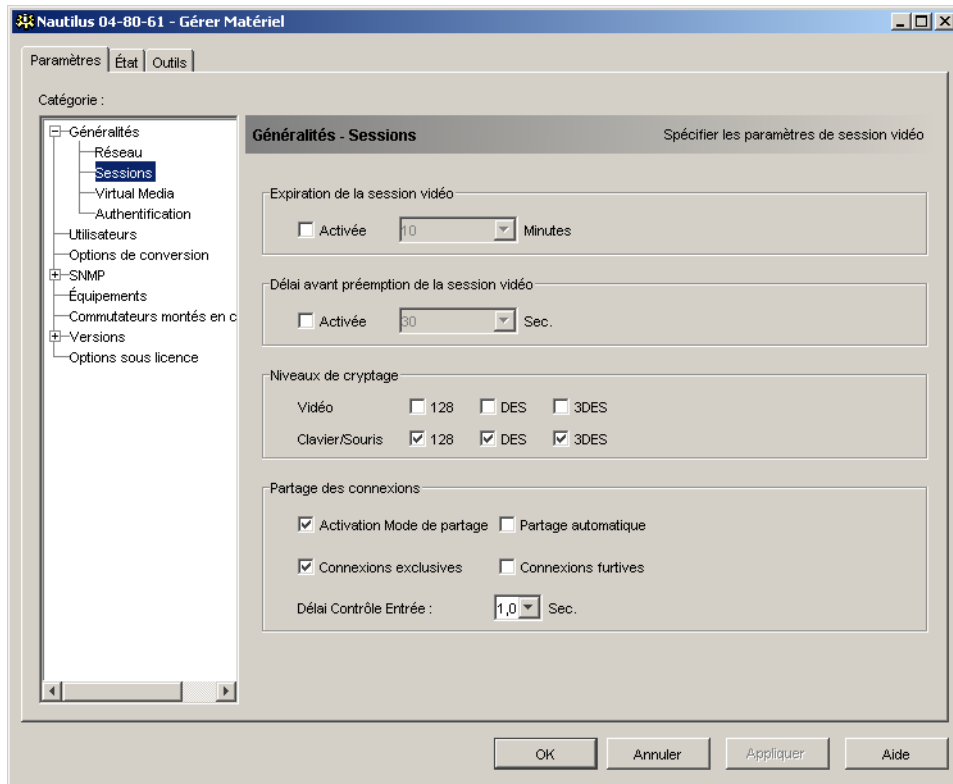 Nautilus 04-80-61 - Gérer Matériel
Paramètres État Outils
Catégorie :
Généralités
Réseau
Sessions
Virtual Media
Authentification
Utilisateurs
Options de conversion
SNMP
Équipements
Commutateurs montés en c
Versions
Options sous licence
Généralités - Sessions Spécifier les paramètres de session vidéo
Expiration de la session vidéo
Activée 10 Minutes
Délai avant préemption de la session vidéo
Activée 30 Sec.
Niveaux de cryptage
Vidéo 128 DES 3DES
Clavier/Souris 128 DES 3DES
Partage des connexions
Activation Mode de partage Partage automatique
Connexions exclusives Connexions furtives
Délai Contrôle Entrée : 1,0 Sec.
OK Annuler Appliquer Aide